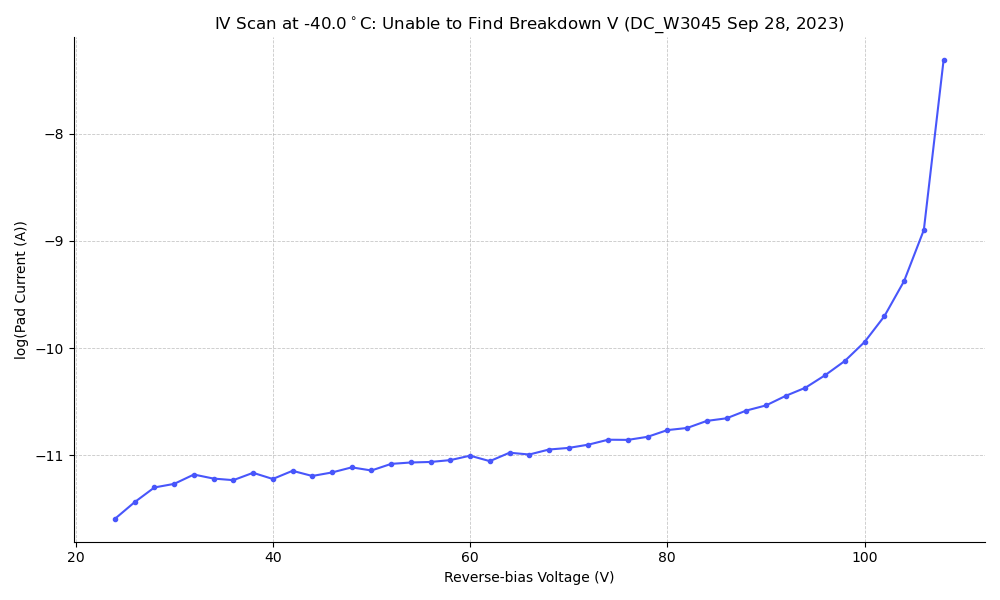 IV Scan at -40.0°C: Unable to Find Breakdown V (DC_W3045 Sep 28, 2023)
log(Pad Current (A))
−8
−9
−10
−11
20 40 60 80 100
Reverse-bias Voltage (V)